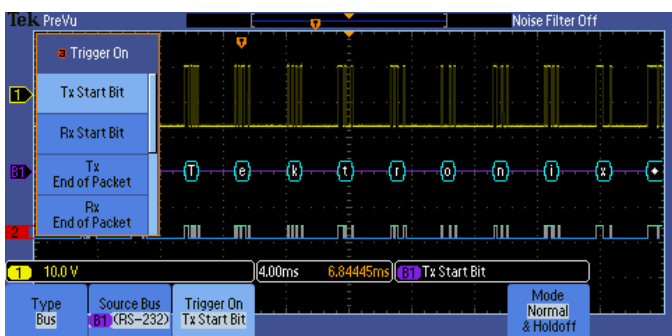 Tek PreVu
Noise Filter Off
a Trigger On
Tx Start Bit
Rx Start Bit
Tx
End of Packet
Rx
End of Packet
1
B1
2
T e k t r o n i x
1 10.0 V
4.00ms 6.84445ms
B1 Tx Start Bit
Type
Bus
Source Bus
B1 (RS-232)
Trigger On
Tx Start Bit
Mode
Normal
& Holdoff